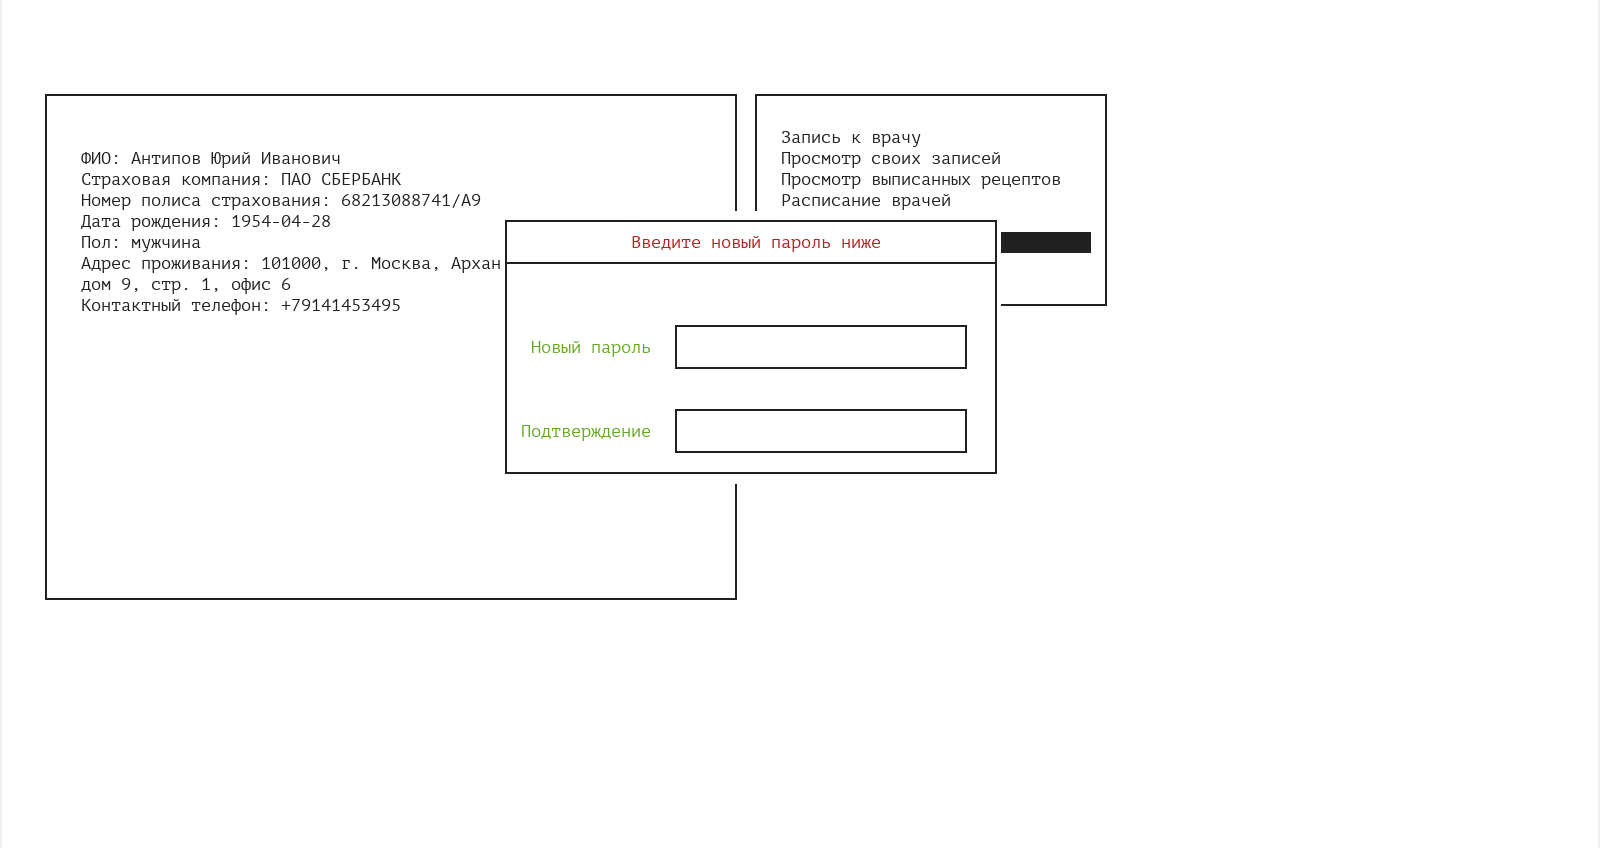 ФИО: Антипов Юрий Иванович
Страховая компания: ПАО СБЕРБАНК
Номер полиса страхования: 68213088741/А9
Дата рождения: 1954-04-28
Пол: мужчина
Адрес проживания: 101000, г. Москва, Архан
дом 9, стр. 1, офис 6
Контактный телефон: +79141453495
Запись к врачу
Просмотр своих записей
Просмотр выписанных рецептов
Расписание врачей
Введите новый пароль ниже
Новый пароль
Подтверждение